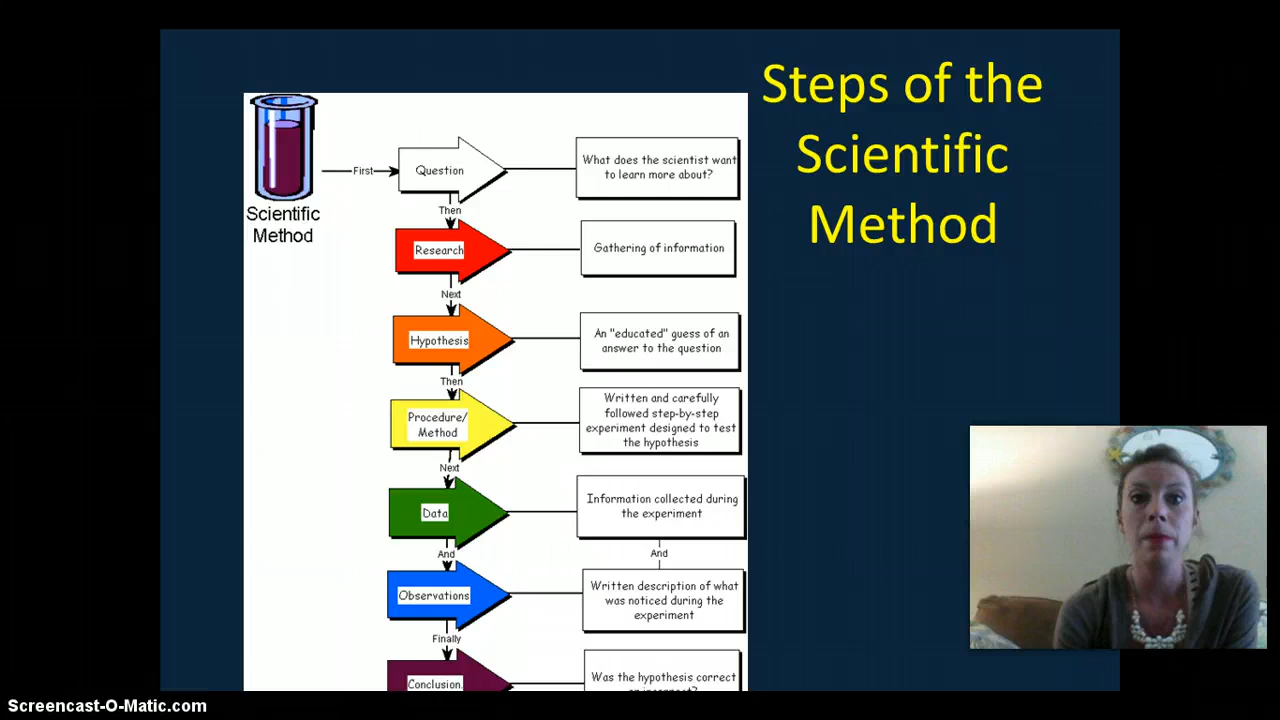 Steps of the
Scientific
Method
Scientific
Method
First
Question
What does the scientist want
to learn more about?
Then
Research
Gathering of information
Next
Hypothesis
An "educated" guess of an
answer to the question
Then
Procedure/
Method
Written and carefully
followed step-by-step
experiment designed to test
the hypothesis
Next
Data
Information collected during
the experiment
And
And
Observations
Written description of what
was noticed during the
experiment
Finally
Conclusion.
Was the hypothesis correct
or incorrect?
Screencast-O-Matic.com